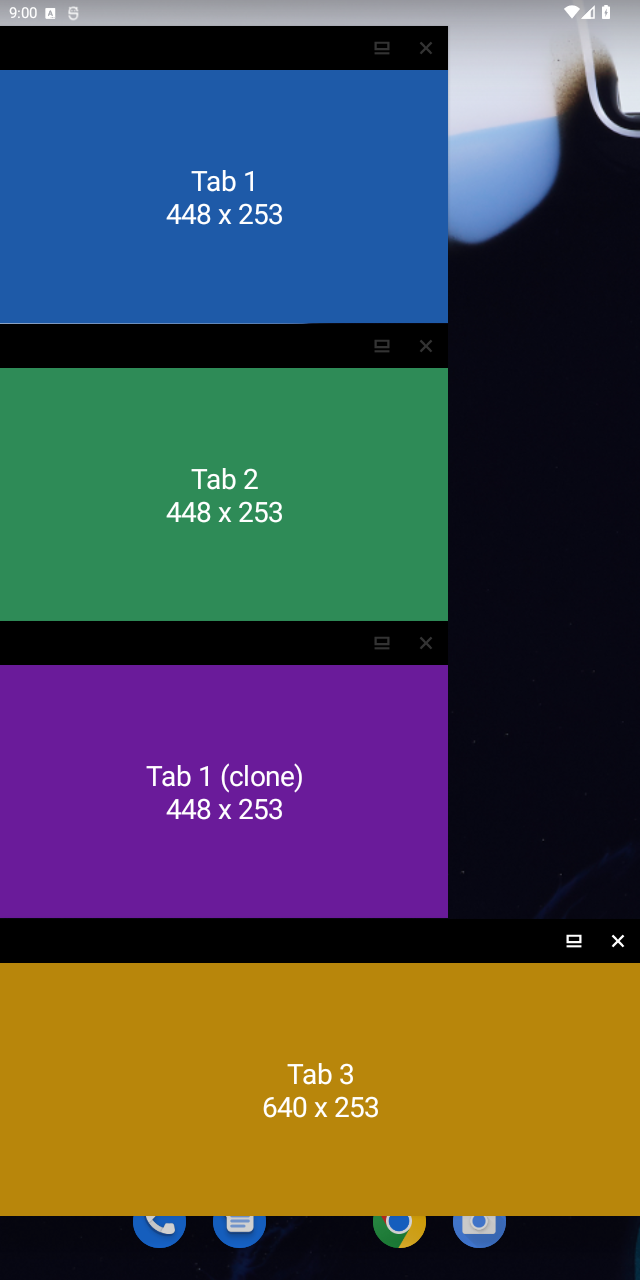 9:00
Tab 1
448 x 253
Tab 2
448 x 253
Tab 1 (clone)
448 x 253
Tab 3
640 x 253